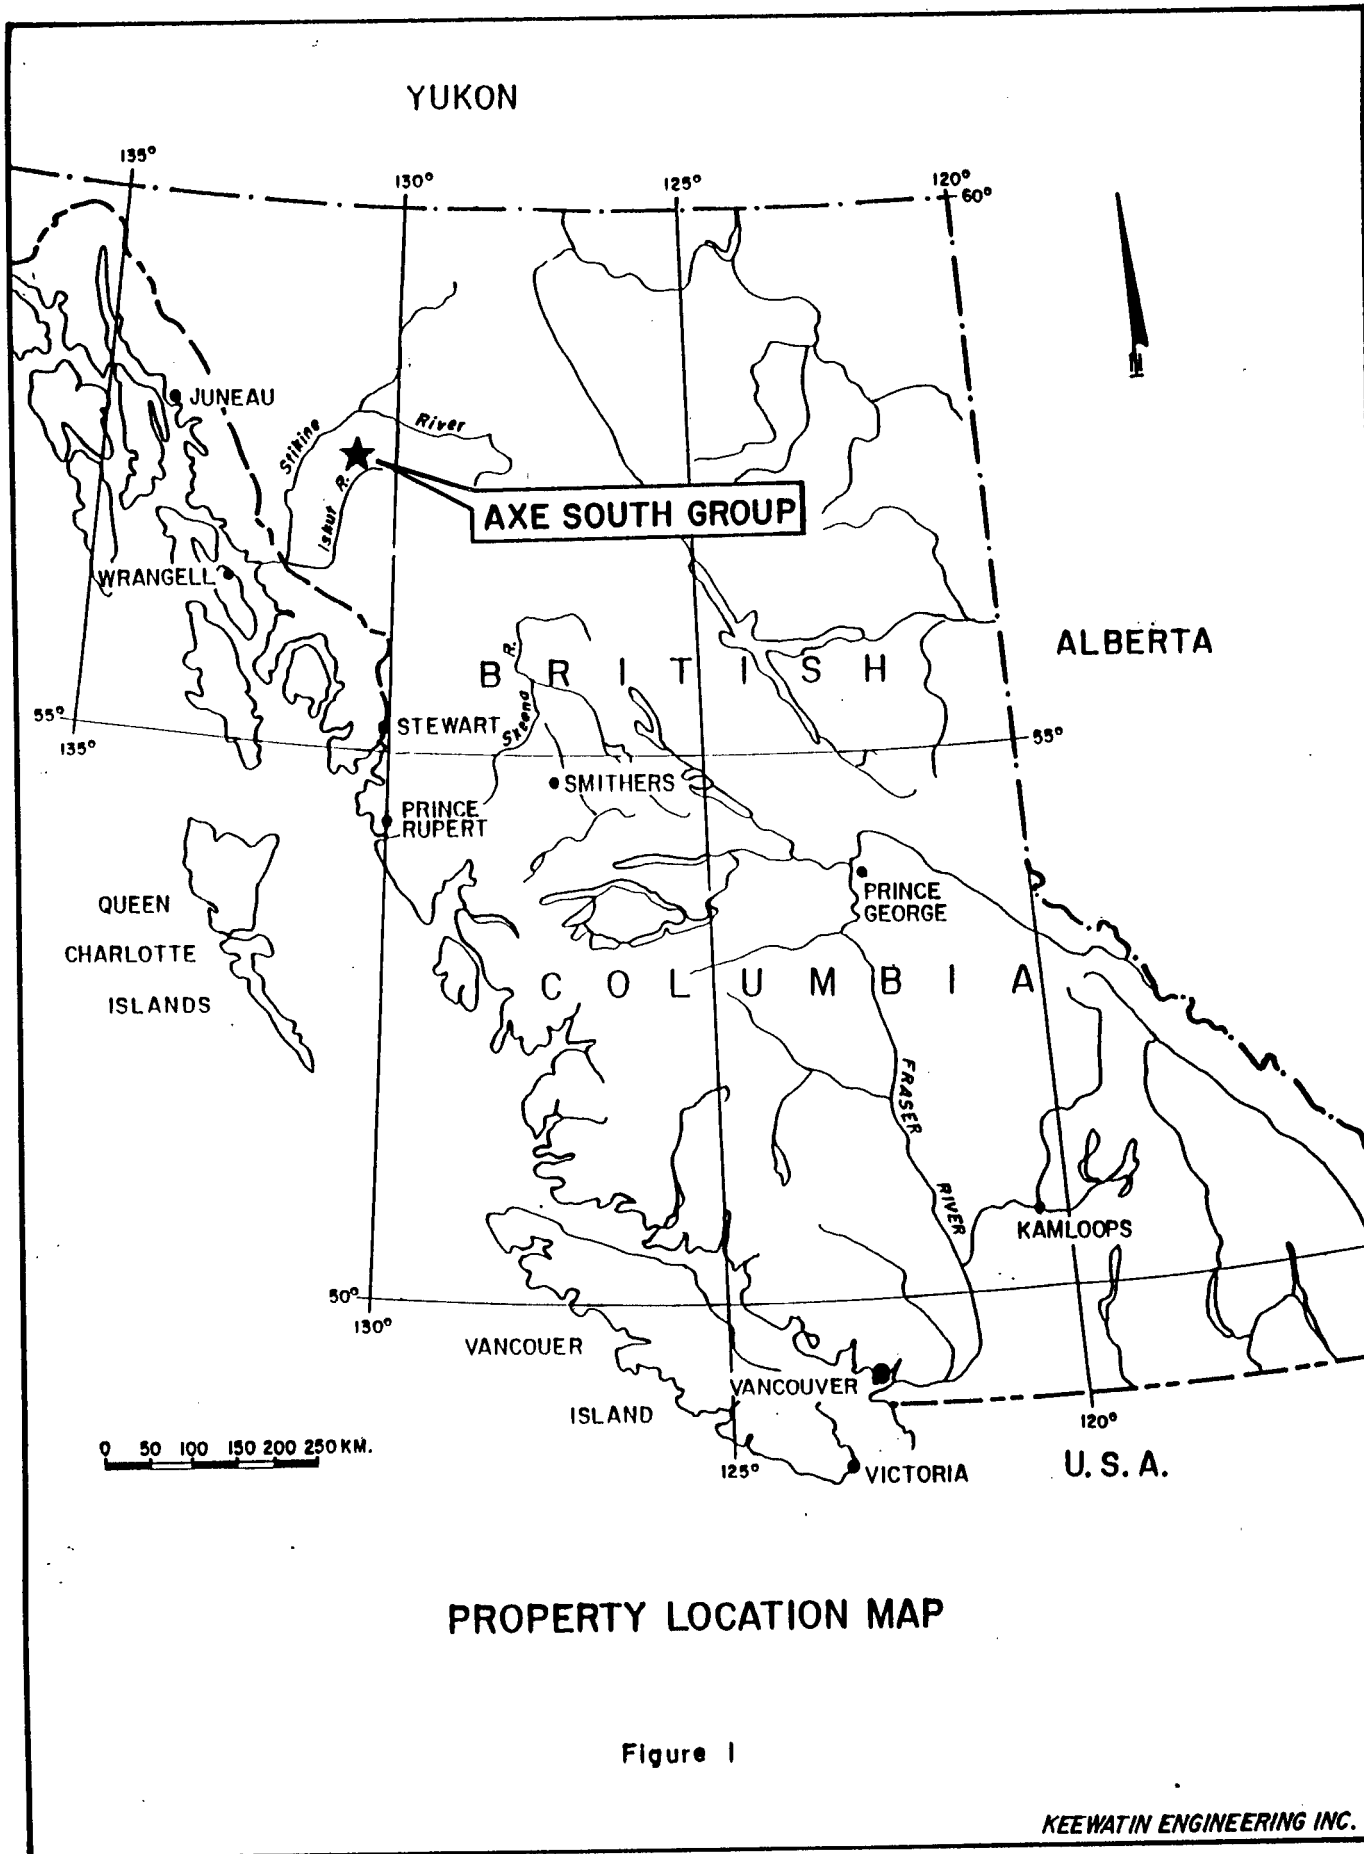 YUKON
135°
130°
125°
120°
60°
N
JUNEAU
Stikine
River
Iskut R.
AXE SOUTH GROUP
WRANGELL
ALBERTA
BRITISH
Skeena R.
55°
135°
STEWART
55°
SMITHERS
PRINCE
RUPERT
PRINCE
GEORGE
QUEEN
CHARLOTTE
ISLANDS
COLUMBIA
FRASER
RIVER
KAMLOOPS
50°
130°
VANCOUER
ISLAND
VANCOUVER
120°
125°
VICTORIA
U.S.A.
0 50 100 150 200 250 KM.
PROPERTY LOCATION MAP
Figure 1
KEEWATIN ENGINEERING INC.